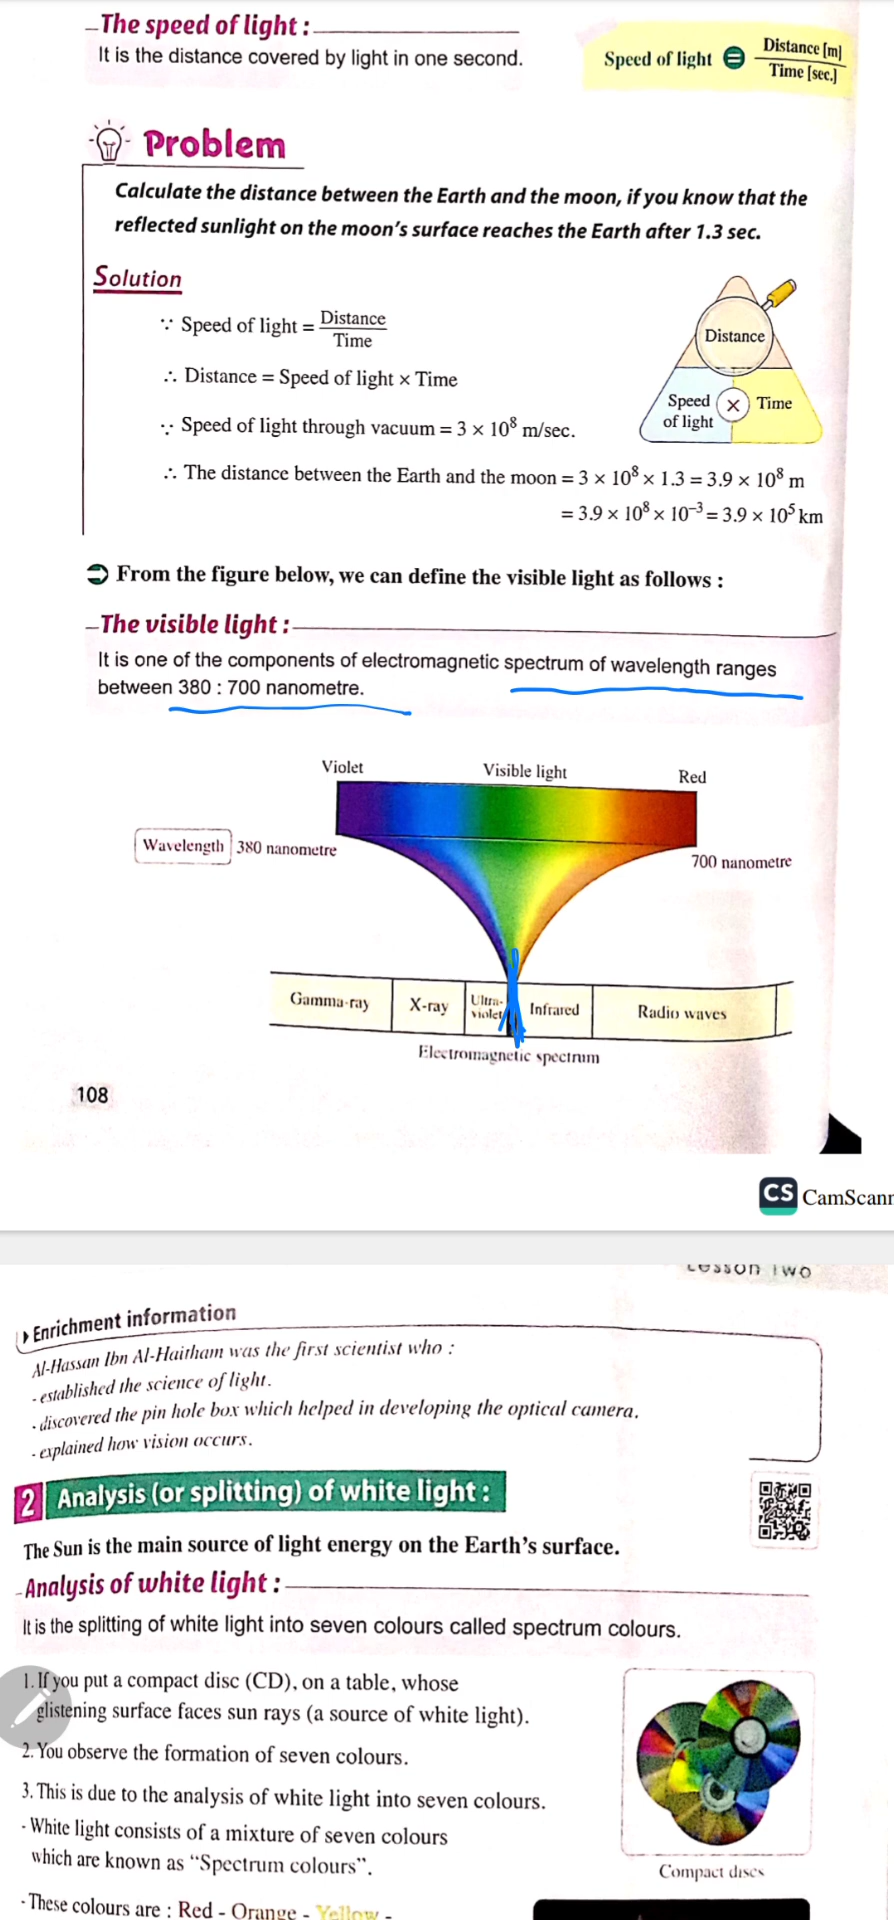 The speed of light :
It is the distance covered by light in one second.
Speed of light = Distance [m] / Time [sec.]
Problem
Calculate the distance between the Earth and the moon, if you know that the
reflected sunlight on the moon's surface reaches the Earth after 1.3 sec.
Solution
∵ Speed of light = Distance / Time
∴ Distance = Speed of light × Time
∵ Speed of light through vacuum = 3 × 10⁸ m/sec.
∴ The distance between the Earth and the moon = 3 × 10⁸ × 1.3 = 3.9 × 10⁸ m
= 3.9 × 10⁸ × 10⁻³ = 3.9 × 10⁵ km
Distance
Speed of light × Time
From the figure below, we can define the visible light as follows :
The visible light :
It is one of the components of electromagnetic spectrum of wavelength ranges
between 380 : 700 nanometre.
Violet Visible light Red
Wavelength 380 nanometre
700 nanometre
Gamma-ray X-ray Ultra-violet Infrared Radio waves
Electromagnetic spectrum
108
CS CamScann
Lesson Two
Enrichment information
Al-Hassan Ibn Al-Haitham was the first scientist who :
- established the science of light.
- discovered the pin hole box which helped in developing the optical camera.
- explained how vision occurs.
2 Analysis (or splitting) of white light :
The Sun is the main source of light energy on the Earth's surface.
Analysis of white light :
It is the splitting of white light into seven colours called spectrum colours.
1. If you put a compact disc (CD), on a table, whose
glistening surface faces sun rays (a source of white light).
2. You observe the formation of seven colours.
3. This is due to the analysis of white light into seven colours.
- White light consists of a mixture of seven colours
which are known as “Spectrum colours”.
Compact discs
- These colours are : Red - Orange - Yellow -